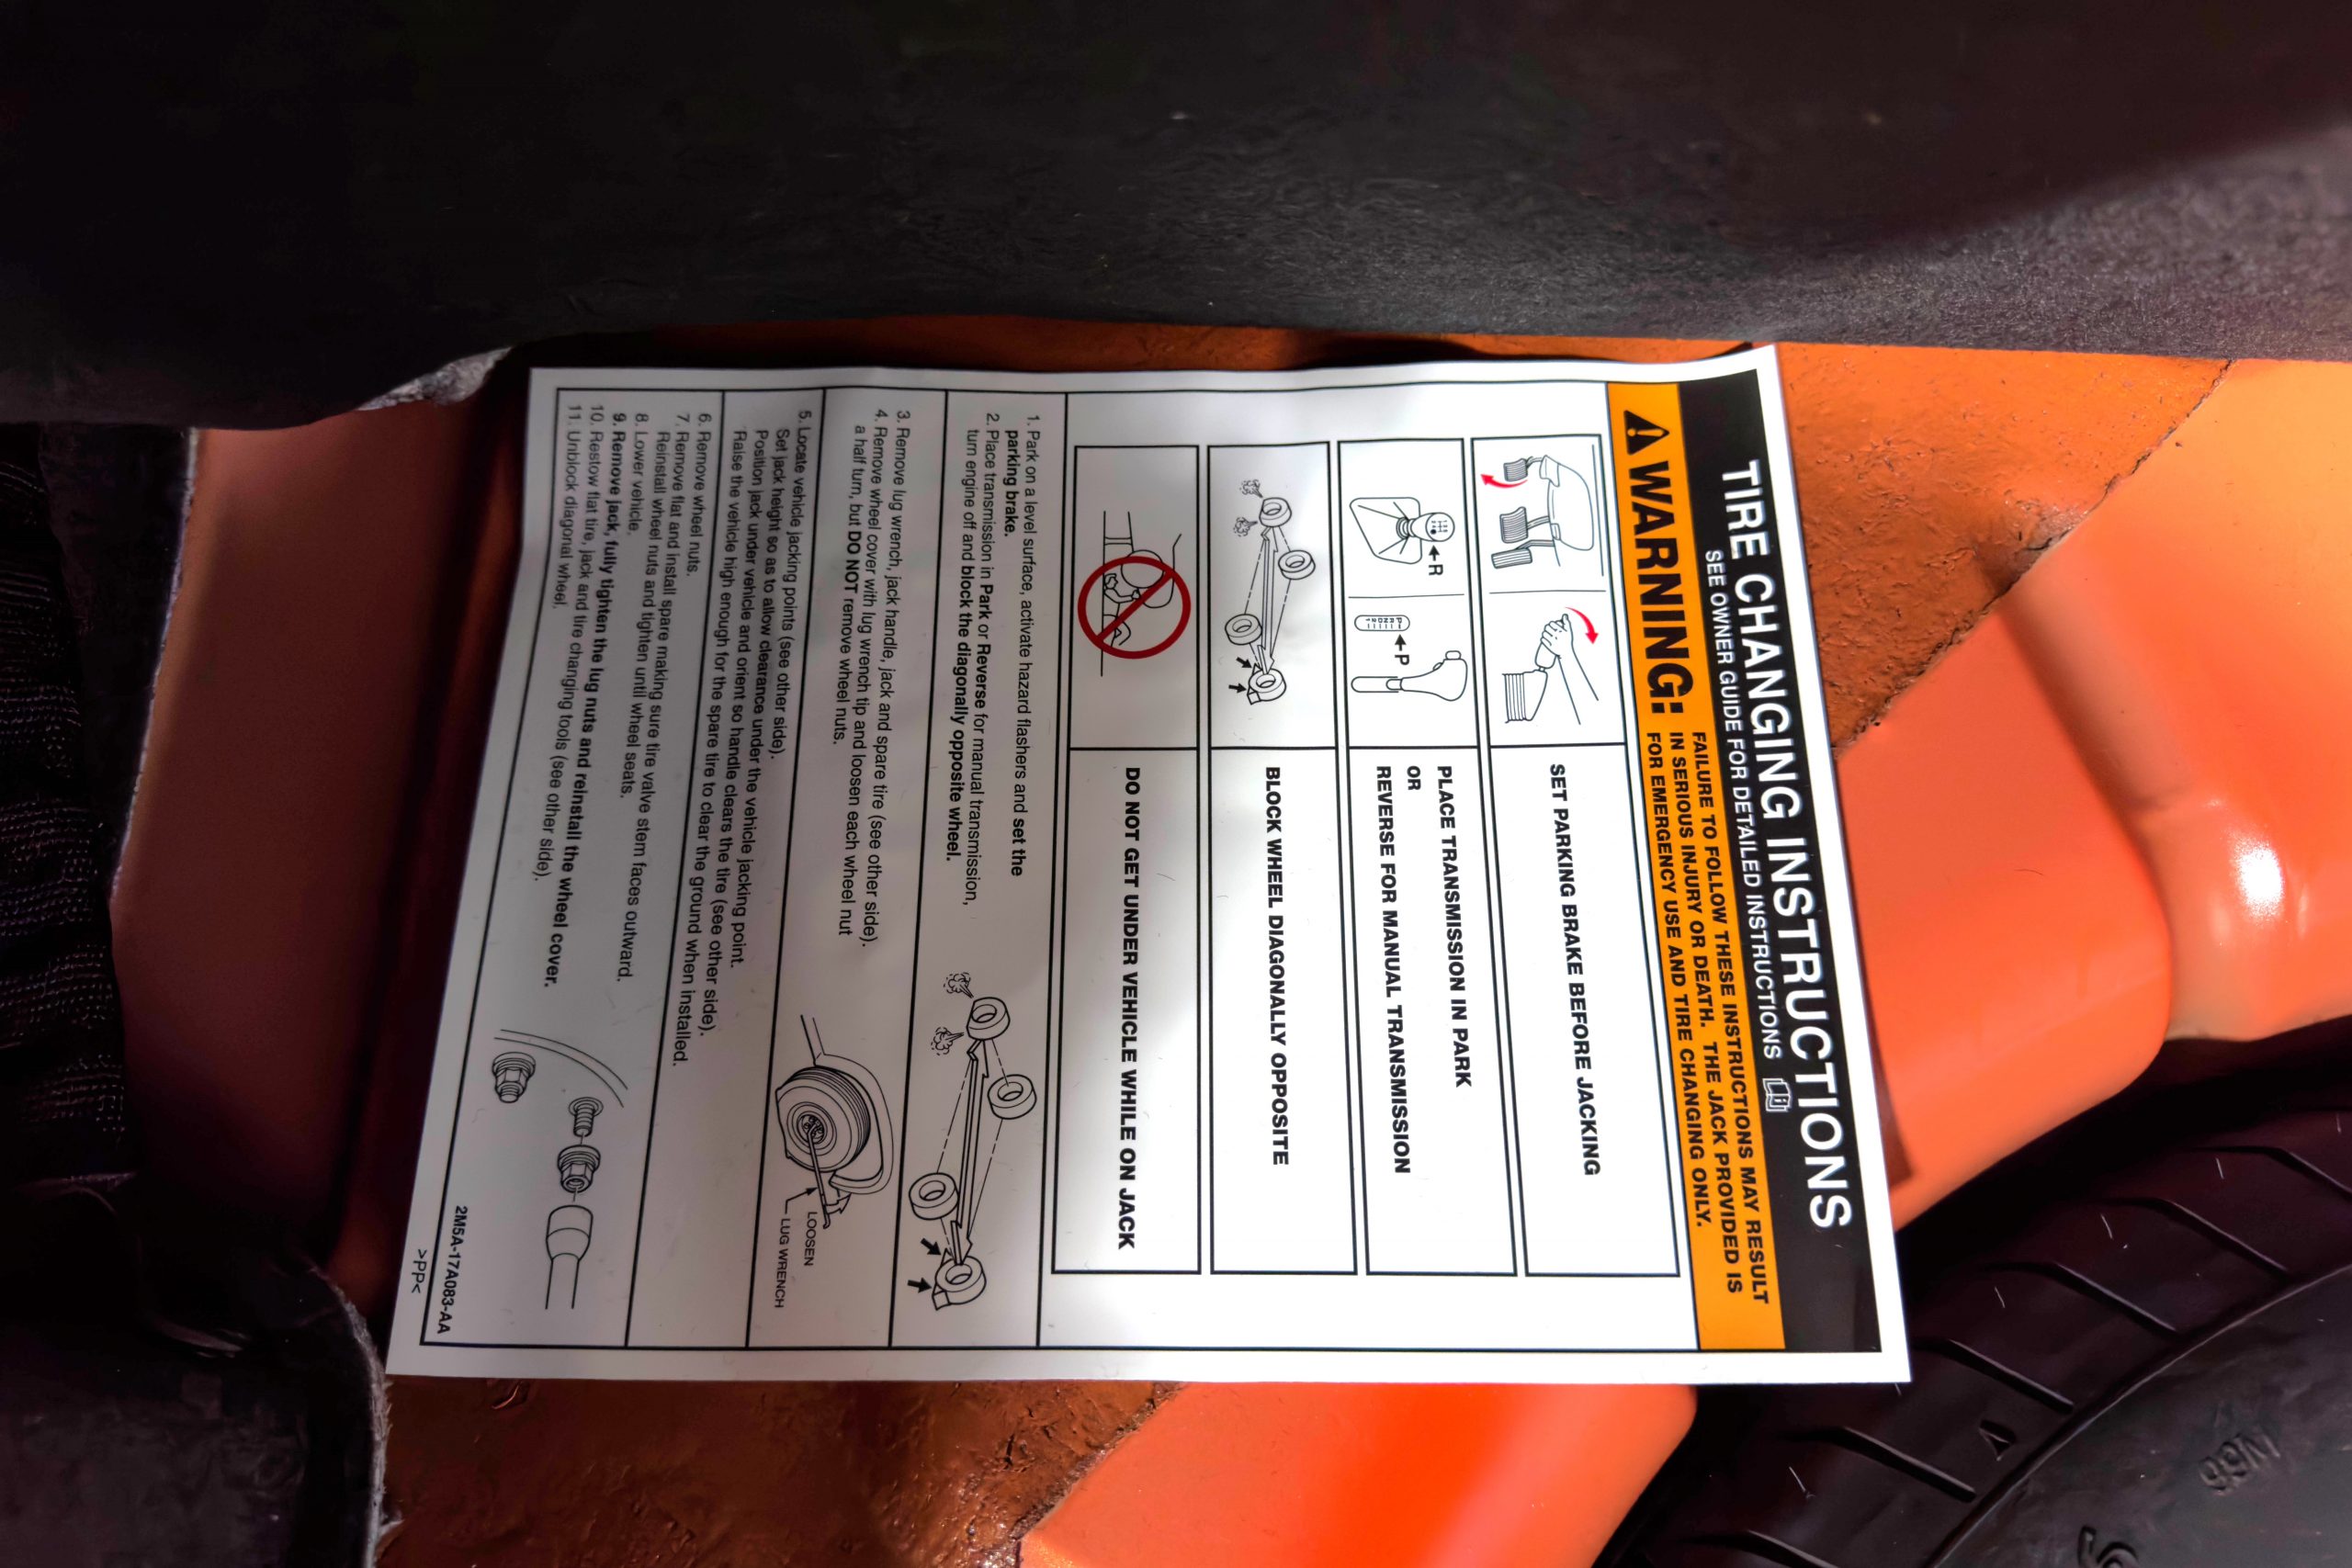 TIRE CHANGING INSTRUCTIONS
SEE OWNER GUIDE FOR DETAILED INSTRUCTIONS
WARNING:
FAILURE TO FOLLOW THESE INSTRUCTIONS MAY RESULT
IN SERIOUS INJURY OR DEATH. THE JACK PROVIDED IS
FOR EMERGENCY USE AND TIRE CHANGING ONLY.
SET PARKING BRAKE BEFORE JACKING
R
P
PLACE TRANSMISSION IN PARK
OR
REVERSE FOR MANUAL TRANSMISSION
BLOCK WHEEL DIAGONALLY OPPOSITE
DO NOT GET UNDER VEHICLE WHILE ON JACK
1. Park on a level surface, activate hazard flashers and set the
parking brake.
2. Place transmission in Park or Reverse for manual transmission,
turn engine off and block the diagonally opposite wheel.
3. Remove lug wrench, jack handle, jack and spare tire (see other side).
4. Remove wheel cover with lug wrench tip and loosen each wheel nut
a half turn, but DO NOT remove wheel nuts.
LOOSEN
LUG WRENCH
5. Locate vehicle jacking points (see other side).
Set jack height so as to allow clearance under the vehicle jacking point.
Position jack under vehicle and orient so handle clears the tire (see other side).
Raise the vehicle high enough for the spare tire to clear the ground when installed.
6. Remove wheel nuts.
7. Remove flat and install spare making sure tire valve stem faces outward.
Reinstall wheel nuts and tighten until wheel seats.
8. Lower vehicle.
9. Remove jack, fully tighten the lug nuts and reinstall the wheel cover.
10. Restow flat tire, jack and tire changing tools (see other side).
11. Unblock diagonal wheel.
2M5A-17A083-AA
>PP<